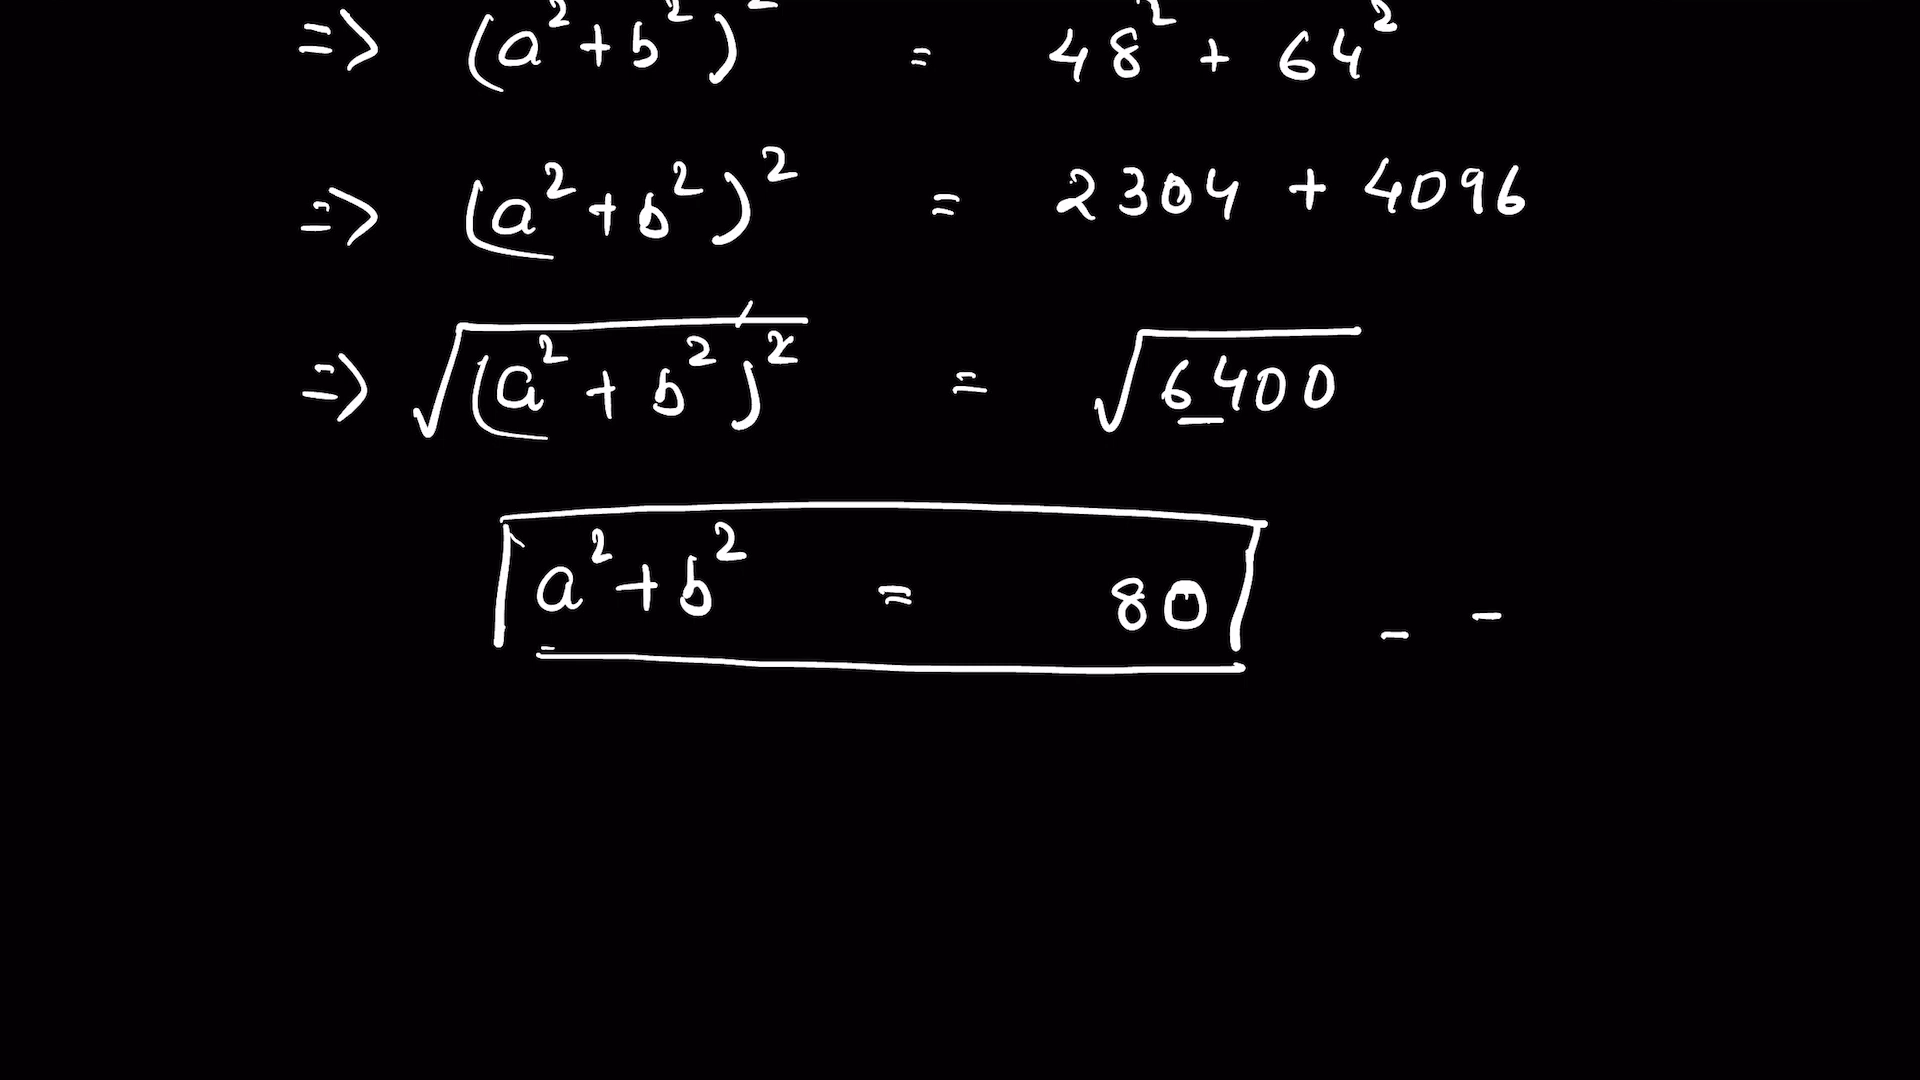 => (a²+b²)² = 48² + 64²
=> (a²+b²)² = 2304 + 4096
=> √(a²+b²)² = √6400
a²+b² = 80 - -